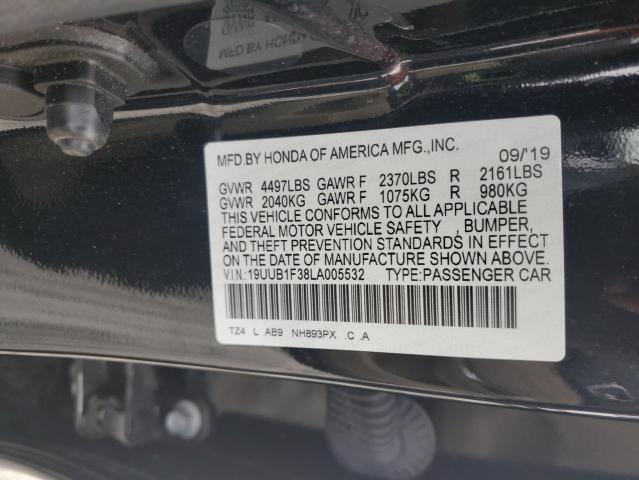 MFD.BY HONDA OF AMERICA MFG.,INC. 09/'19
GVWR 4497LBS GAWR F 2370LBS R 2161LBS
GVWR 2040KG GAWR F 1075KG R 980KG
THIS VEHICLE CONFORMS TO ALL APPLICABLE
FEDERAL MOTOR VEHICLE SAFETY , BUMPER,
AND THEFT PREVENTION STANDARDS IN EFFECT
ON THE DATE OF MANUFACTURE SHOWN ABOVE.
V.I.N.:19UUB1F38LA005532 TYPE:PASSENGER CAR
TZ4 L AB9 NH893PX .C .A